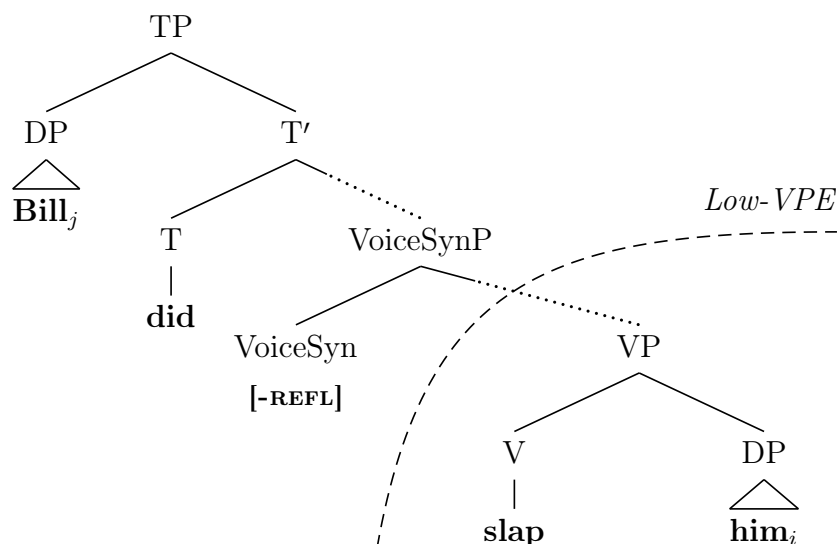 TP
DP T′
Bill_j Low-VPE
T VoiceSynP
did
VoiceSyn VP
[-REFL]
V DP
slap him_i